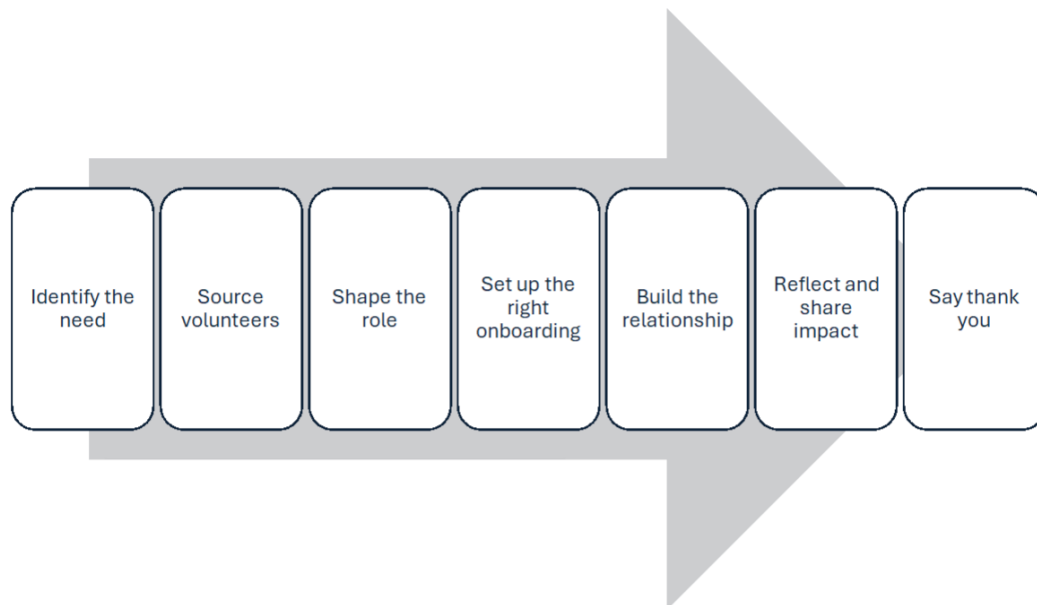 Identify the
need
Source
volunteers
Shape the
role
Set up the
right
onboarding
Build the
relationship
Reflect and
share
impact
Say thank
you